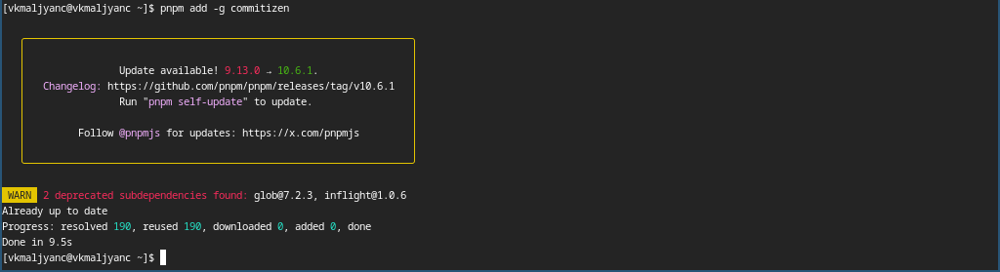 [vkmaljyanc@vkmaljyanc ~]$ pnpm add -g commitizen
Update available! 9.13.0 → 10.6.1.
Changelog: https://github.com/pnpm/pnpm/releases/tag/v10.6.1
Run "pnpm self-update" to update.
Follow @pnpmjs for updates: https://x.com/pnpmjs
WARN 2 deprecated subdependencies found: glob@7.2.3, inflight@1.0.6
Already up to date
Progress: resolved 190, reused 190, downloaded 0, added 0, done
Done in 9.5s
[vkmaljyanc@vkmaljyanc ~]$